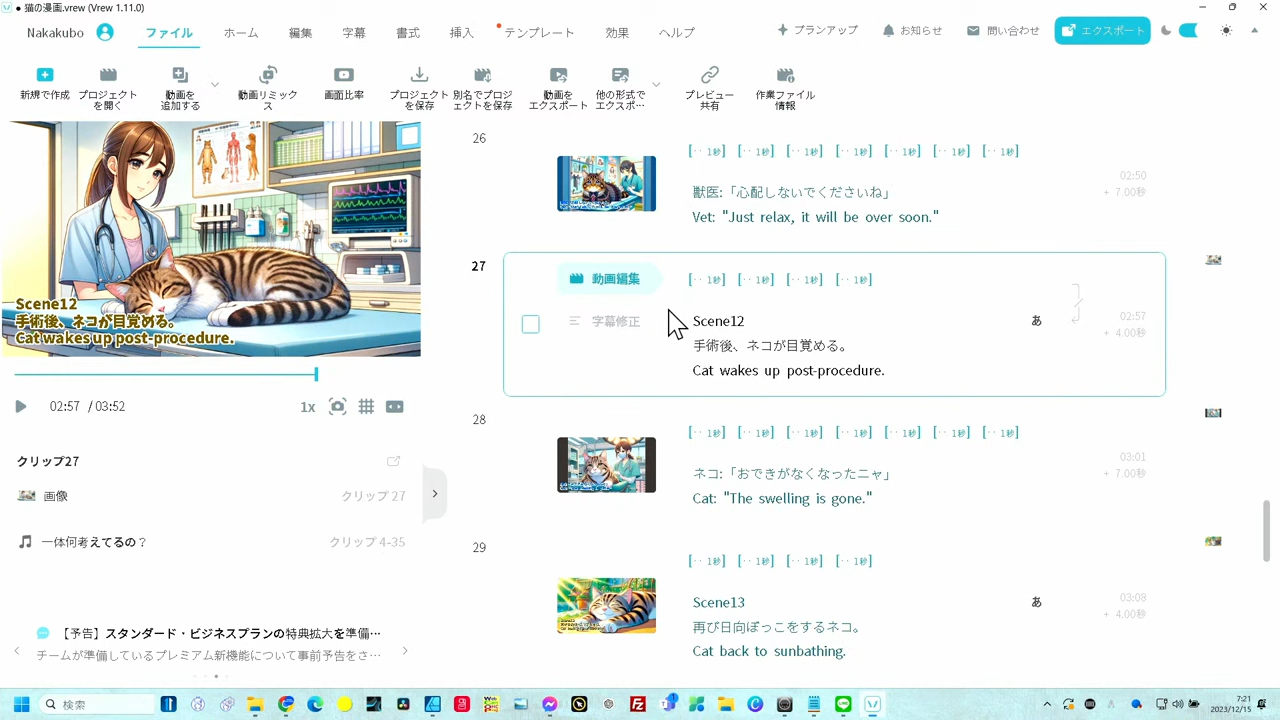 ● 猫の漫画.vrew (Vrew 1.11.0)
Nakakubo
ファイル
ホーム
編集
字幕
書式
挿入
テンプレート
効果
ヘルプ
プランアップ
お知らせ
問い合わせ
エクスポート
新規で作成
プロジェクト
を開く
動画を
追加する
動画リミック
ス
画面比率
プロジェクト
を保存
別名でプロジ
ェクトを保存
動画を
エクスポート
他の形式で
エクスポ…
プレビュー
共有
作業ファイル
情報
Scene12
手術後、ネコが目覚める。
Cat wakes up post-procedure.
02:57 / 03:52
1x
クリップ27
画像
クリップ 27
一体何考えてるの？
クリップ 4-35
【予告】スタンダード・ビジネスプランの特典拡大を準備…
チームが準備しているプレミアム新機能について事前予告をさ…
26
[·· 1秒] [·· 1秒] [·· 1秒] [·· 1秒] [·· 1秒] [·· 1秒] [·· 1秒]
獣医:「心配しないでくださいね」
Vet: "Just relax, it will be over soon."
02:50
+ 7.00秒
27
動画編集
[·· 1秒] [·· 1秒] [·· 1秒] [·· 1秒]
字幕修正
Scene12
あ
手術後、ネコが目覚める。
Cat wakes up post-procedure.
02:57
+ 4.00秒
28
[·· 1秒] [·· 1秒] [·· 1秒] [·· 1秒] [·· 1秒] [·· 1秒] [·· 1秒]
ネコ:「おできがなくなったニャ」
Cat: "The swelling is gone."
03:01
+ 7.00秒
29
[·· 1秒] [·· 1秒] [·· 1秒] [·· 1秒]
Scene13
あ
再び日向ぼっこをするネコ。
Cat back to sunbathing.
03:08
+ 4.00秒
検索
7:21
2023/12/15